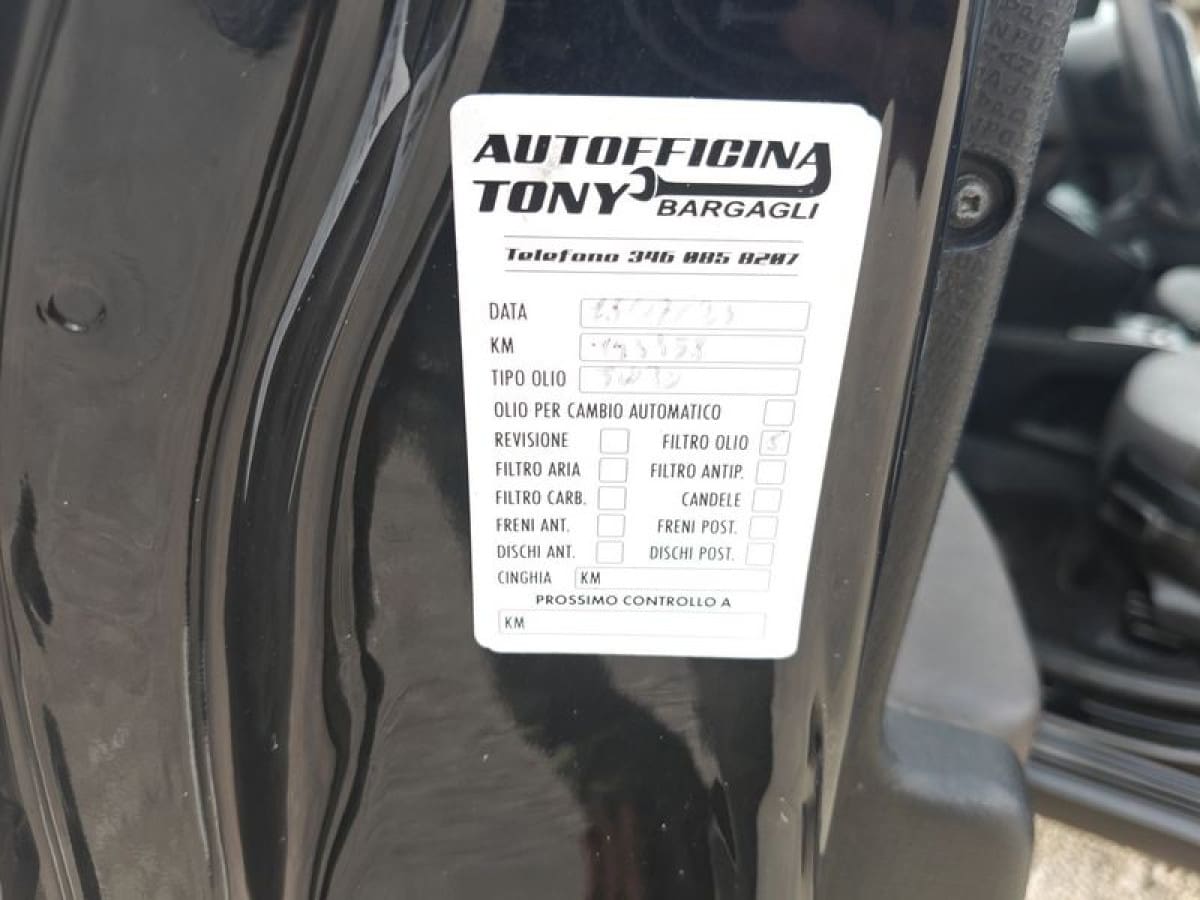 AUTOFFICINA
TONY BARGAGLI
Telefono 346 085 8207
DATA
KM
TIPO OLIO
OLIO PER CAMBIO AUTOMATICO
REVISIONE FILTRO OLIO
FILTRO ARIA FILTRO ANTIP.
FILTRO CARB. CANDELE
FRENI ANT. FRENI POST.
DISCHI ANT. DISCHI POST.
CINGHIA KM
PROSSIMO CONTROLLO A
KM